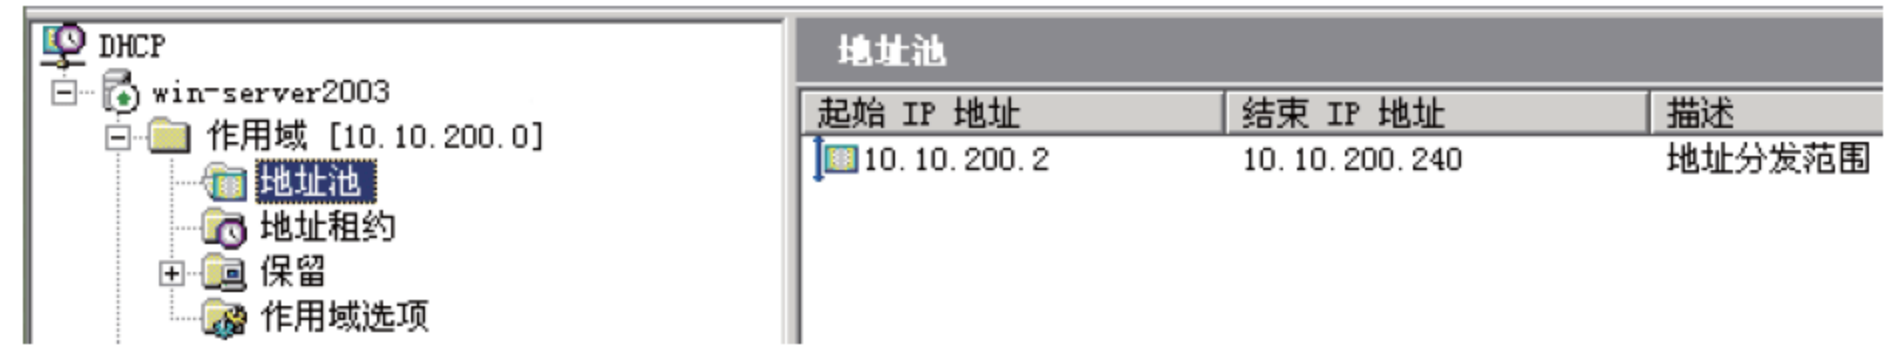 DHCP
win-server2003
作用域 [10.10.200.0]
地址池
地址租约
保留
作用域选项
地址池
起始 IP 地址 结束 IP 地址 描述
10.10.200.2 10.10.200.240 地址分发范围